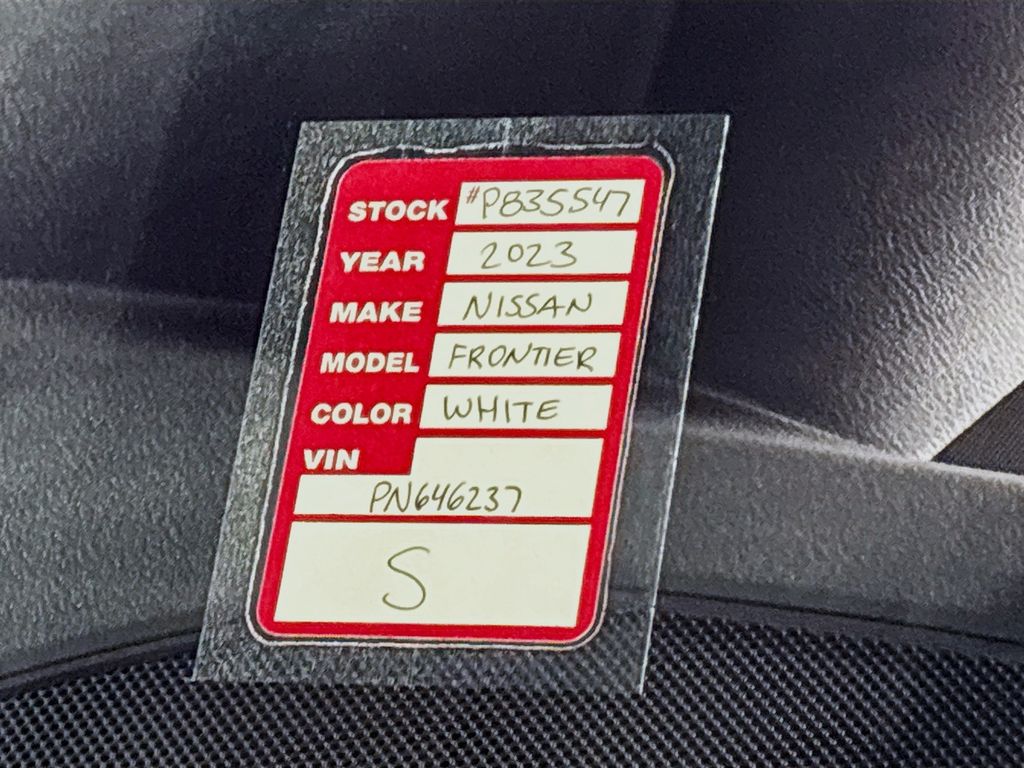 STOCK #PB35547
YEAR 2023
MAKE NISSAN
MODEL FRONTIER
COLOR WHITE
VIN
PN646237
S